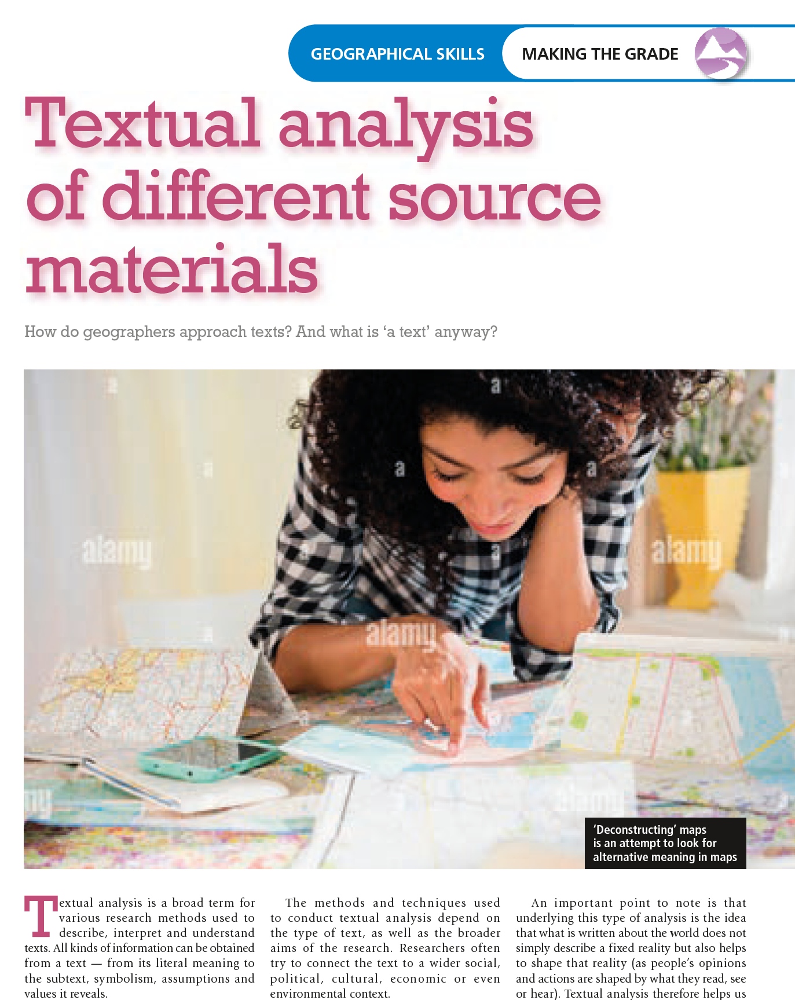 GEOGRAPHICAL SKILLS
MAKING THE GRADE
Textual analysis
of different source
materials
How do geographers approach texts? And what is ‘a text’ anyway?
a
a
a
a
a
a
a
alamy
a
alamy
alamy
a
a
my
alamy
‘Deconstructing’ maps
is an attempt to look for
alternative meaning in maps
Textual analysis is a broad term for
various research methods used to
describe, interpret and understand
texts. All kinds of information can be obtained
from a text — from its literal meaning to
the subtext, symbolism, assumptions and
values it reveals.
The methods and techniques used
to conduct textual analysis depend on
the type of text, as well as the broader
aims of the research. Researchers often
try to connect the text to a wider social,
political, cultural, economic or even
environmental context.
An important point to note is that
underlying this type of analysis is the idea
that what is written about the world does not
simply describe a fixed reality but also helps
to shape that reality (as people’s opinions
and actions are shaped by what they read, see
or hear). Textual analysis therefore helps us